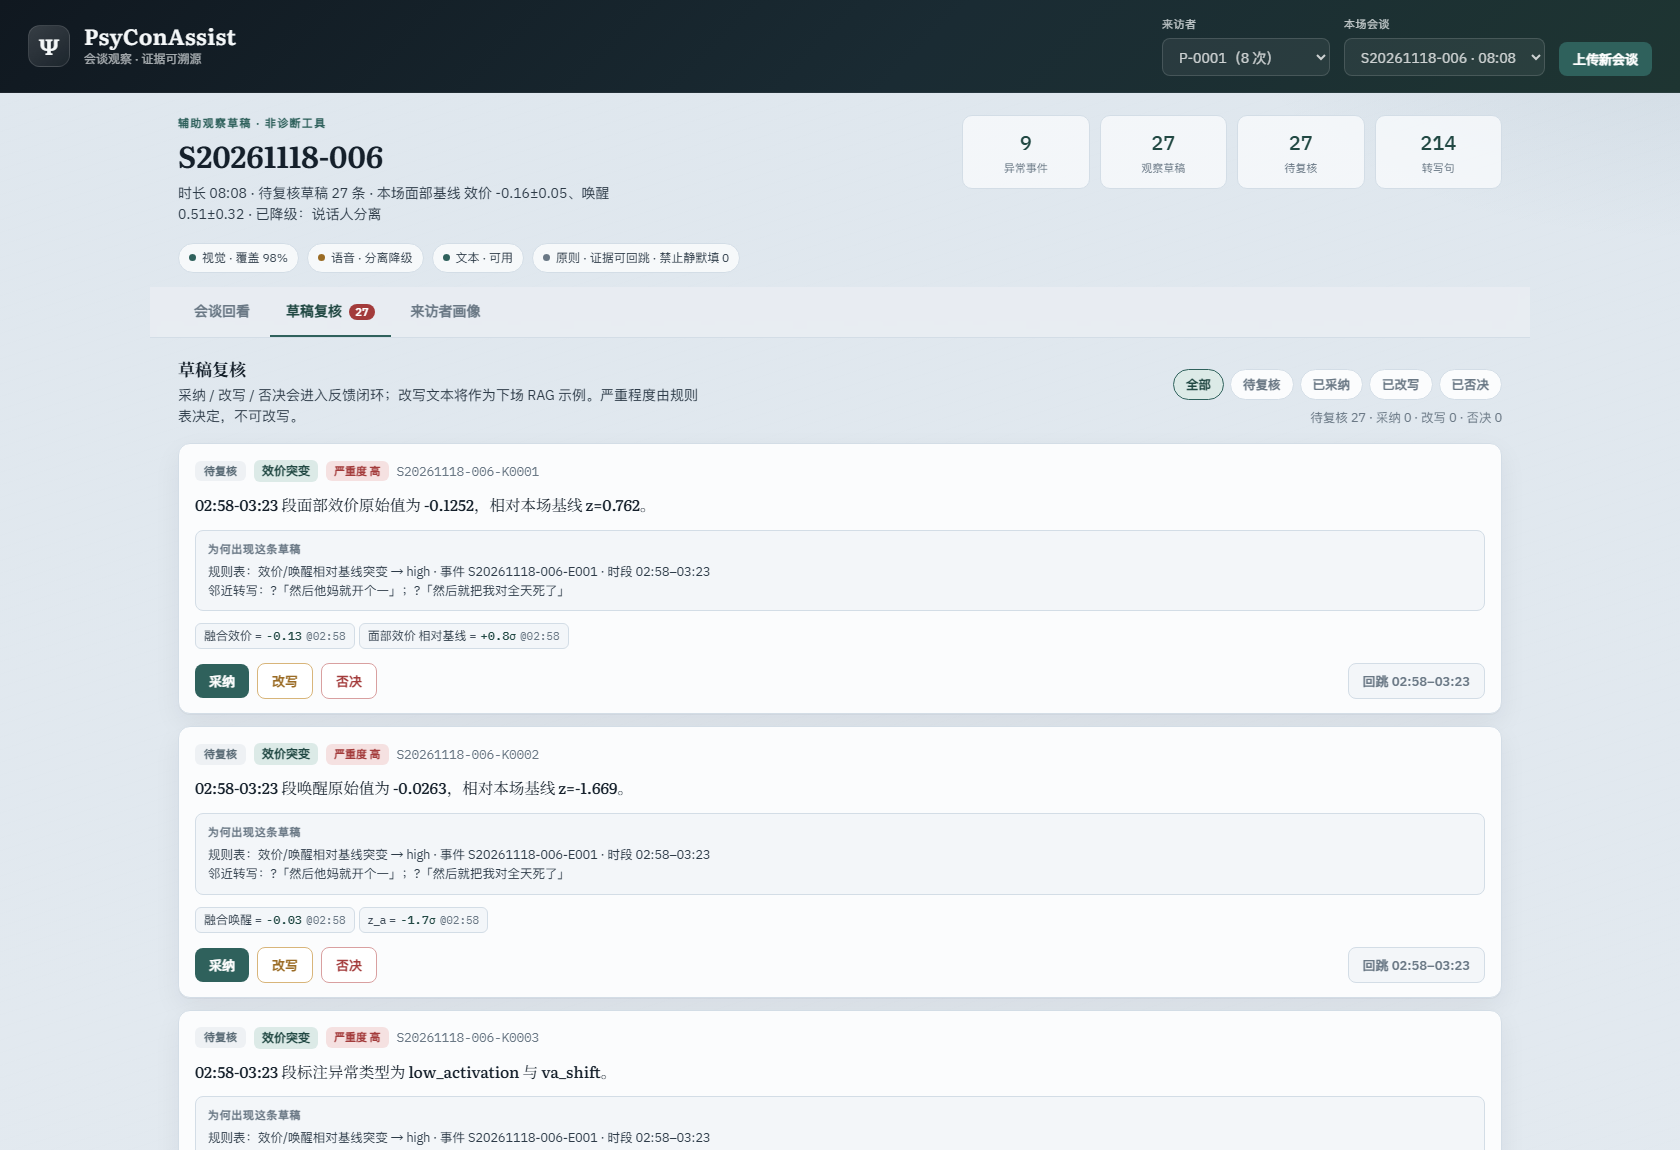 Ψ
PsyConAssist
会谈观察 · 证据可溯源
来访者
P-0001（8 次）
本场会谈
S20261118-006 · 08:08
上传新会谈
辅助观察草稿 · 非诊断工具
S20261118-006
时长 08:08 · 待复核草稿 27 条 · 本场面部基线 效价 -0.16±0.05、唤醒
0.51±0.32 · 已降级：说话人分离
9
异常事件
27
观察草稿
27
待复核
214
转写句
视觉 · 覆盖 98%
语音 · 分离降级
文本 · 可用
原则 · 证据可回跳 · 禁止静默填 0
会谈回看
草稿复核 27
来访者画像
草稿复核
采纳 / 改写 / 否决会进入反馈闭环；改写文本将作为下场 RAG 示例。严重程度由规则
表决定，不可改写。
全部
待复核
已采纳
已改写
已否决
待复核 27 · 采纳 0 · 改写 0 · 否决 0
待复核 效价突变 严重度 高 S20261118-006-K0001
02:58-03:23 段面部效价原始值为 -0.1252，相对本场基线 z=0.762。
为何出现这条草稿
规则表：效价/唤醒相对基线突变 → high · 事件 S20261118-006-E001 · 时段 02:58–03:23
邻近转写：?「然后他妈就开个一」；?「然后就把我对全天死了」
融合效价 = -0.13 @02:58
面部效价 相对基线 = +0.8σ @02:58
采纳
改写
否决
回跳 02:58–03:23
待复核 效价突变 严重度 高 S20261118-006-K0002
02:58-03:23 段唤醒原始值为 -0.0263，相对本场基线 z=-1.669。
为何出现这条草稿
规则表：效价/唤醒相对基线突变 → high · 事件 S20261118-006-E001 · 时段 02:58–03:23
邻近转写：?「然后他妈就开个一」；?「然后就把我对全天死了」
融合唤醒 = -0.03 @02:58
z_a = -1.7σ @02:58
采纳
改写
否决
回跳 02:58–03:23
待复核 效价突变 严重度 高 S20261118-006-K0003
02:58-03:23 段标注异常类型为 low_activation 与 va_shift。
为何出现这条草稿
规则表：效价/唤醒相对基线突变 → high · 事件 S20261118-006-E001 · 时段 02:58–03:23